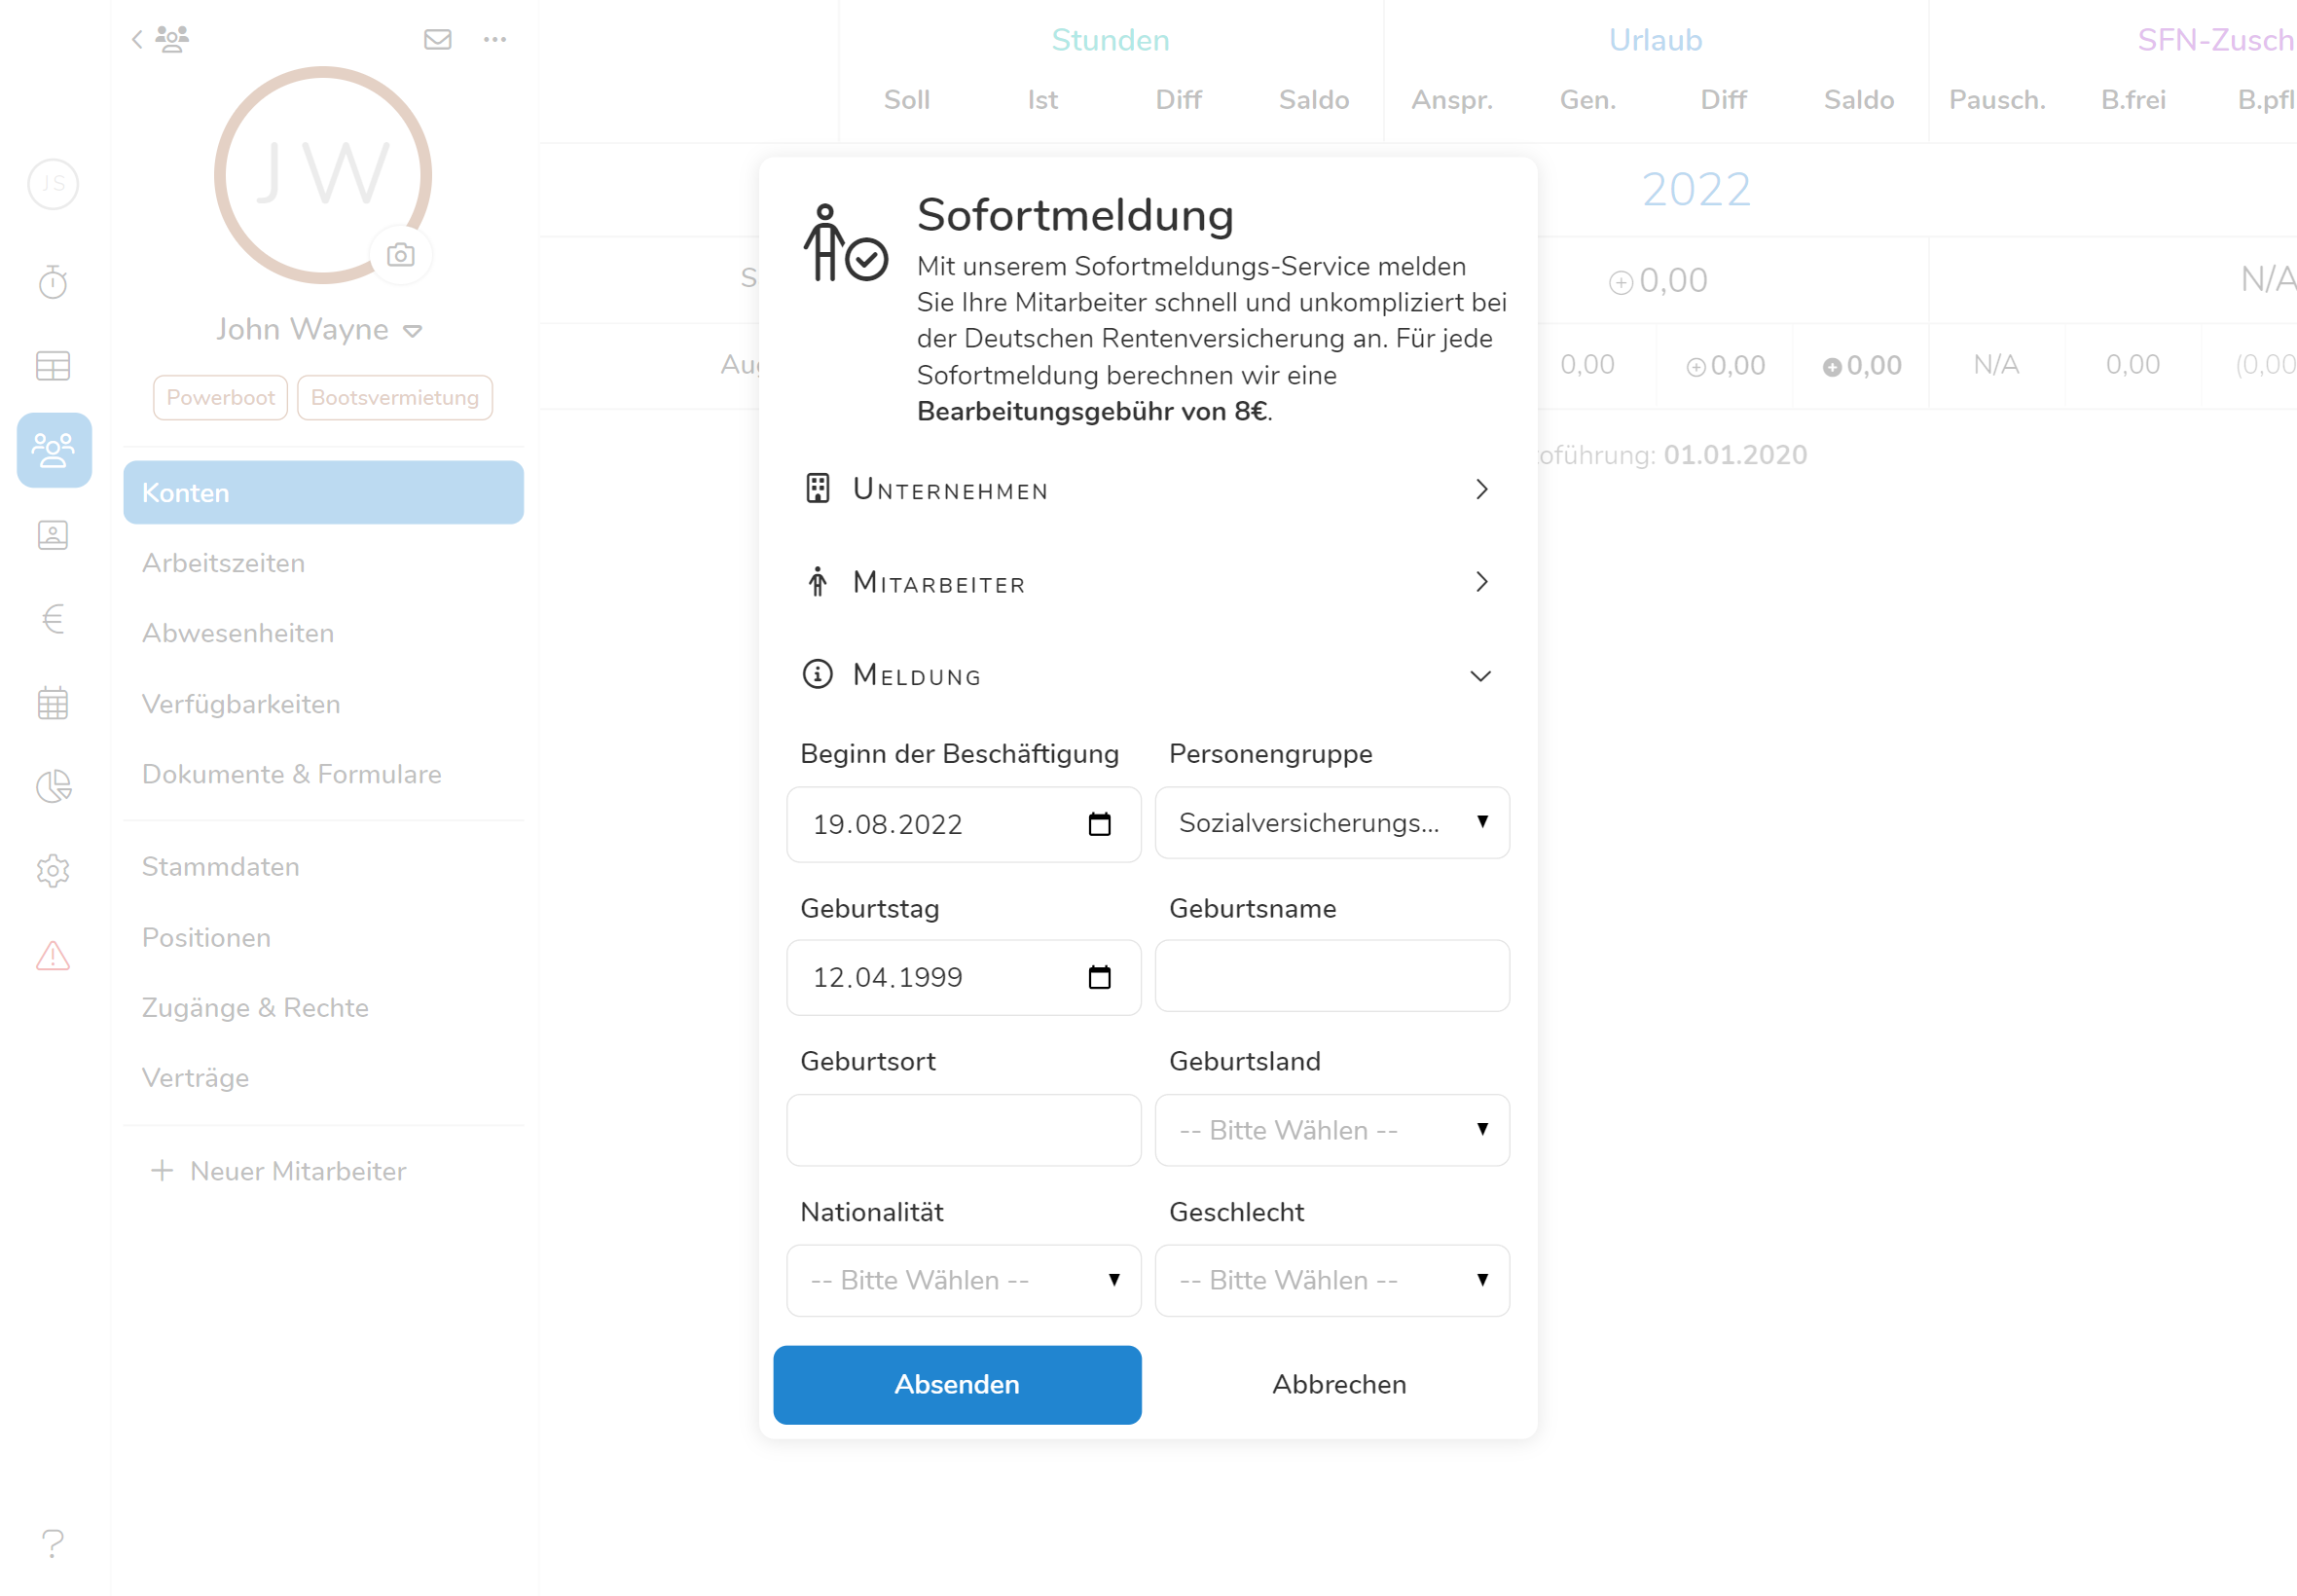 JS
JW
John Wayne
Powerboot
Bootsvermietung
Konten
Arbeitszeiten
Abwesenheiten
Verfügbarkeiten
Dokumente & Formulare
Stammdaten
Positionen
Zugänge & Rechte
Verträge
Neuer Mitarbeiter
Stunden Urlaub SFN-Zusch
Soll Ist Diff Saldo Anspr. Gen. Diff Saldo Pausch. B.frei B.pfl
2022
S 0,00 N/A
Aug 0,00 0,00 0,00 N/A 0,00 (0,00
oführung: 01.01.2020
Sofortmeldung
Mit unserem Sofortmeldungs-Service melden
Sie Ihre Mitarbeiter schnell und unkompliziert bei
der Deutschen Rentenversicherung an. Für jede
Sofortmeldung berechnen wir eine
Bearbeitungsgebühr von 8€.
Unternehmen
Mitarbeiter
Meldung
Beginn der Beschäftigung Personengruppe
19.08.2022 Sozialversicherungs...
Geburtstag Geburtsname
12.04.1999
Geburtsort Geburtsland
-- Bitte Wählen --
Nationalität Geschlecht
-- Bitte Wählen -- -- Bitte Wählen --
Absenden Abbrechen